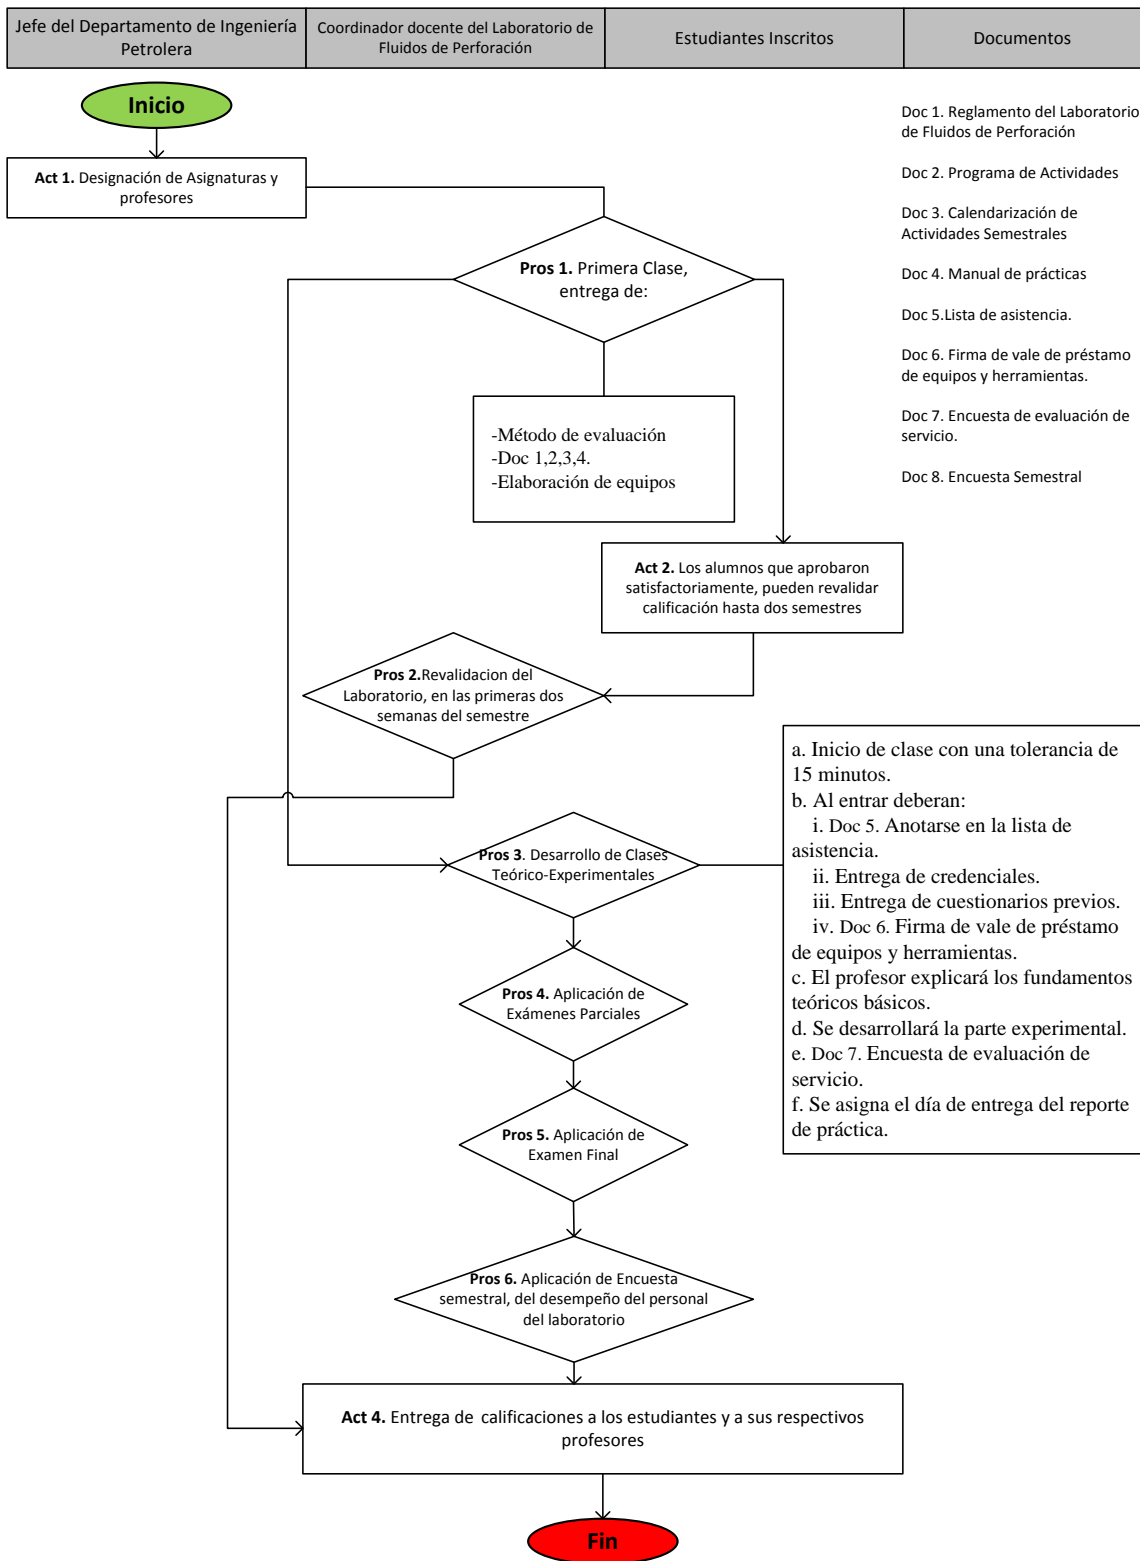 Jefe del Departamento de Ingeniería
Petrolera
Coordinador docente del Laboratorio de
Fluidos de Perforación
Estudiantes Inscritos
Documentos
Inicio
Act 1. Designación de Asignaturas y
profesores
Doc 1. Reglamento del Laboratorio
de Fluidos de Perforación
Doc 2. Programa de Actividades
Doc 3. Calendarización de
Actividades Semestrales
Doc 4. Manual de prácticas
Doc 5.Lista de asistencia.
Doc 6. Firma de vale de préstamo
de equipos y herramientas.
Doc 7. Encuesta de evaluación de
servicio.
Doc 8. Encuesta Semestral
Pros 1. Primera Clase,
entrega de:
-Método de evaluación
-Doc 1,2,3,4.
-Elaboración de equipos
Act 2. Los alumnos que aprobaron
satisfactoriamente, pueden revalidar
calificación hasta dos semestres
Pros 2.Revalidacion del
Laboratorio, en las primeras dos
semanas del semestre
Pros 3. Desarrollo de Clases
Teórico-Experimentales
a. Inicio de clase con una tolerancia de
15 minutos.
b. Al entrar deberan:
i. Doc 5. Anotarse en la lista de
asistencia.
ii. Entrega de credenciales.
iii. Entrega de cuestionarios previos.
iv. Doc 6. Firma de vale de préstamo
de equipos y herramientas.
c. El profesor explicará los fundamentos
teóricos básicos.
d. Se desarrollará la parte experimental.
e. Doc 7. Encuesta de evaluación de
servicio.
f. Se asigna el día de entrega del reporte
de práctica.
Pros 4. Aplicación de
Exámenes Parciales
Pros 5. Aplicación de
Examen Final
Pros 6. Aplicación de Encuesta
semestral, del desempeño del personal
del laboratorio
Act 4. Entrega de calificaciones a los estudiantes y a sus respectivos
profesores
Fin